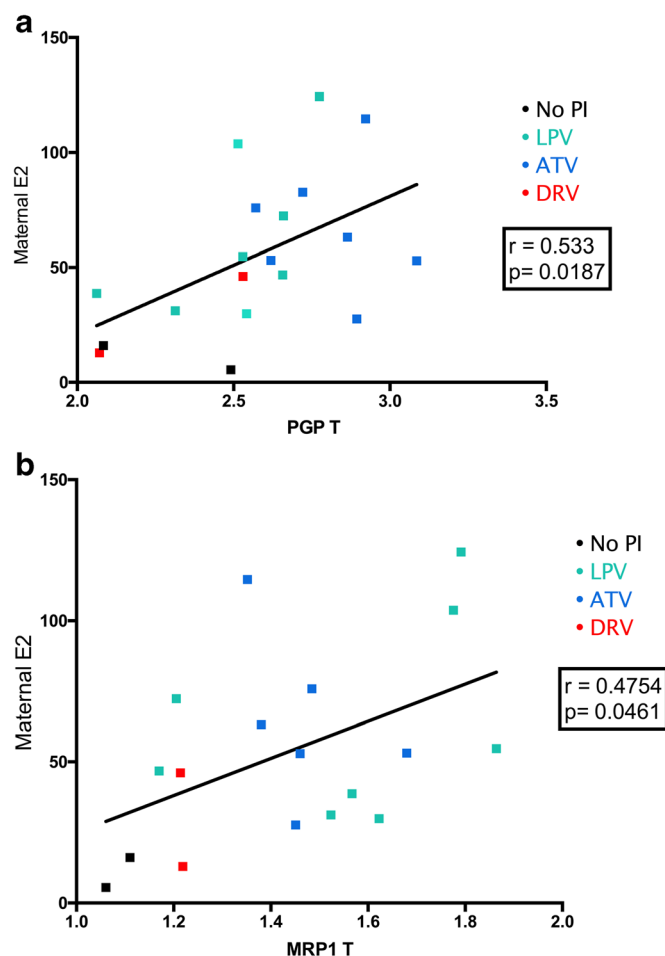 a
150
100
50
0
Maternal E2
2.0 2.5 3.0 3.5
PGP T
No PI
LPV
ATV
DRV
r = 0.533
p= 0.0187
b
150
100
50
0
Maternal E2
1.0 1.2 1.4 1.6 1.8 2.0
MRP1 T
No PI
LPV
ATV
DRV
r = 0.4754
p= 0.0461